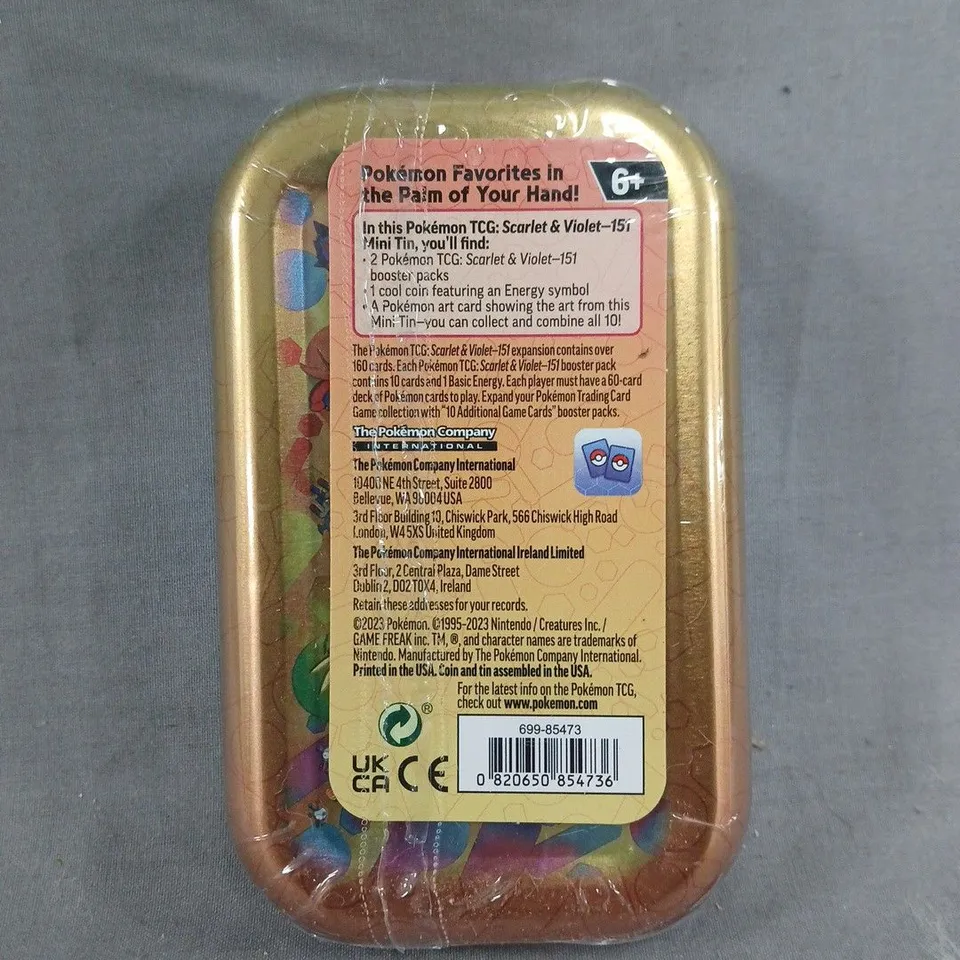 Pokémon Favorites in
the Palm of Your Hand!
6+
In this Pokémon TCG: Scarlet & Violet—151
Mini Tin, you'll find:
• 2 Pokémon TCG: Scarlet & Violet—151
booster packs
• 1 cool coin featuring an Energy symbol
• A Pokémon art card showing the art from this
Mini Tin—you can collect and combine all 10!
The Pokémon TCG: Scarlet & Violet—151 expansion contains over
160 cards. Each Pokémon TCG: Scarlet & Violet—151 booster pack
contains 10 cards and 1 Basic Energy. Each player must have a 60-card
deck of Pokémon cards to play. Expand your Pokémon Trading Card
Game collection with "10 Additional Game Cards" booster packs.
The Pokémon Company
INTERNATIONAL
The Pokémon Company International
10400 NE 4th Street, Suite 2800
Bellevue, WA 98004 USA
3rd Floor Building 10, Chiswick Park, 566 Chiswick High Road
London, W4 5XS United Kingdom
The Pokémon Company International Ireland Limited
3rd Floor, 2 Central Plaza, Dame Street
Dublin 2, D02 T0X4, Ireland
Retain these addresses for your records.
©2023 Pokémon. ©1995-2023 Nintendo / Creatures Inc. /
GAME FREAK inc. TM, ®, and character names are trademarks of
Nintendo. Manufactured by The Pokémon Company International.
Printed in the USA. Coin and tin assembled in the USA.
For the latest info on the Pokémon TCG,
check out www.pokemon.com
®
UK
CA CE
699-85473
0 820650 854736